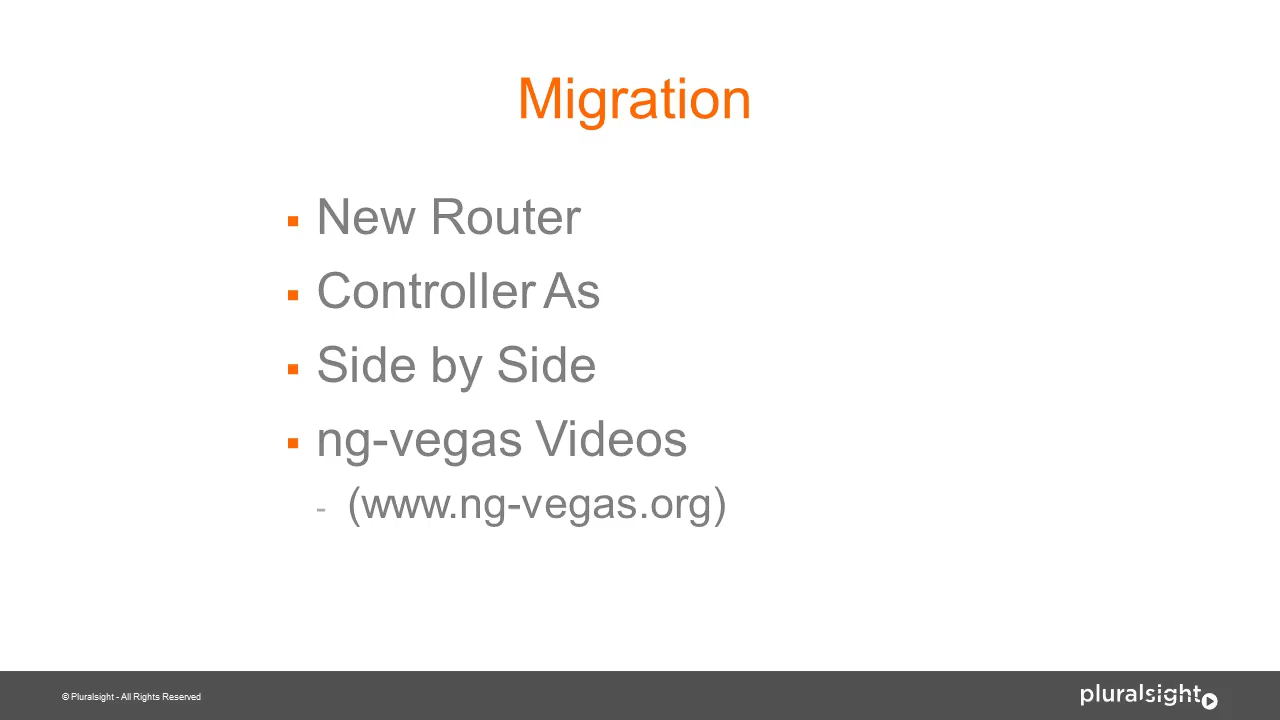 Migration
▪ New Router
▪ Controller As
▪ Side by Side
▪ ng-vegas Videos
- (www.ng-vegas.org)
© Pluralsight - All Rights Reserved
pluralsight